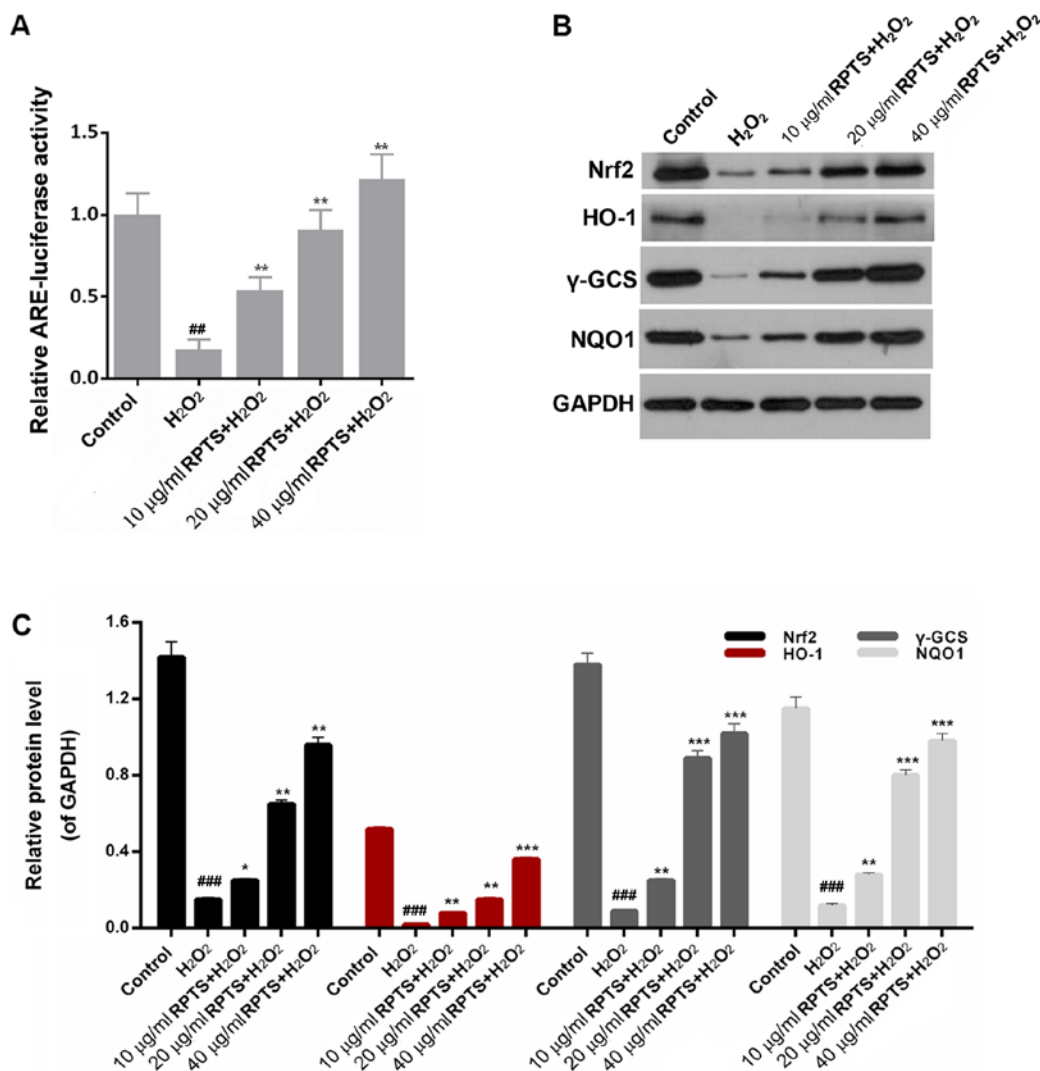 A
Relative ARE-luciferase activity
1.5
1.0
0.5
0.0
##
**
**
**
Control
H₂O₂
10 μg/ml RPTS+H₂O₂
20 μg/ml RPTS+H₂O₂
40 μg/ml RPTS+H₂O₂
B
Control
H₂O₂
10 μg/ml RPTS+H₂O₂
20 μg/ml RPTS+H₂O₂
40 μg/ml RPTS+H₂O₂
Nrf2
HO-1
γ-GCS
NQO1
GAPDH
C
Relative protein level
(of GAPDH)
1.6
1.2
0.8
0.4
0.0
Nrf2
HO-1
γ-GCS
NQO1
###
*
**
**
###
**
**
***
###
**
***
***
###
**
***
***
Control
H₂O₂
10 μg/ml RPTS+H₂O₂
20 μg/ml RPTS+H₂O₂
40 μg/ml RPTS+H₂O₂
Control
H₂O₂
10 μg/ml RPTS+H₂O₂
20 μg/ml RPTS+H₂O₂
40 μg/ml RPTS+H₂O₂
Control
H₂O₂
10 μg/ml RPTS+H₂O₂
20 μg/ml RPTS+H₂O₂
40 μg/ml RPTS+H₂O₂
Control
H₂O₂
10 μg/ml RPTS+H₂O₂
20 μg/ml RPTS+H₂O₂
40 μg/ml RPTS+H₂O₂